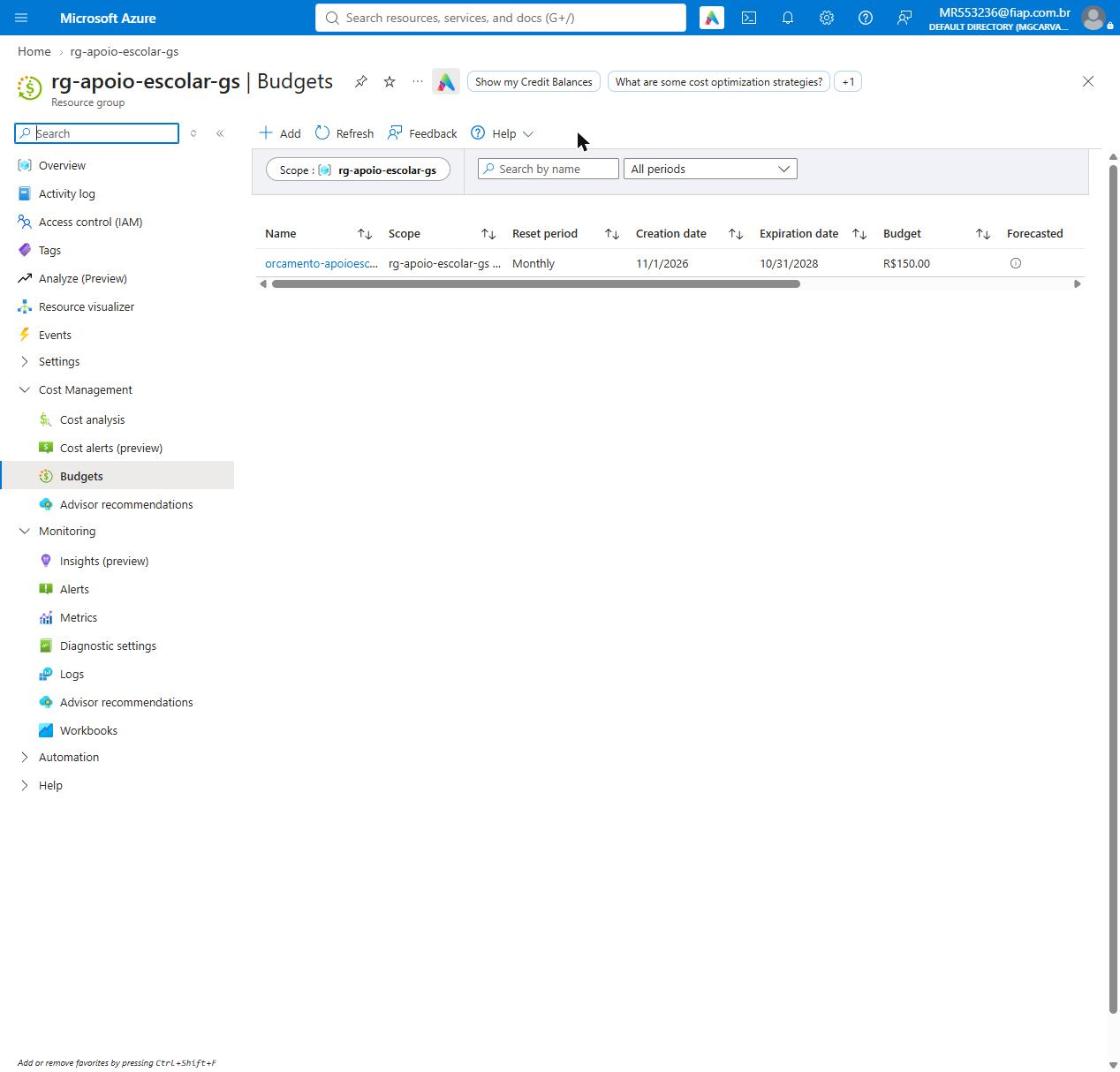 Microsoft Azure
Search resources, services, and docs (G+/)
MR553236@fiap.com.br
DEFAULT DIRECTORY (MGCARVA...
Home > rg-apoio-escolar-gs
rg-apoio-escolar-gs | Budgets
Show my Credit Balances
What are some cost optimization strategies?
+1
Resource group
Search
Add
Refresh
Feedback
Help
Scope : rg-apoio-escolar-gs
Search by name
All periods
Overview
Activity log
Access control (IAM)
Tags
Analyze (Preview)
Resource visualizer
Events
Settings
Cost Management
Cost analysis
Cost alerts (preview)
Budgets
Advisor recommendations
Monitoring
Insights (preview)
Alerts
Metrics
Diagnostic settings
Logs
Advisor recommendations
Workbooks
Automation
Help
Name Scope Reset period Creation date Expiration date Budget Forecasted
orcamento-apoioesc... rg-apoio-escolar-gs ... Monthly 11/1/2026 10/31/2028 R$150.00
Add or remove favorites by pressing Ctrl+Shift+F